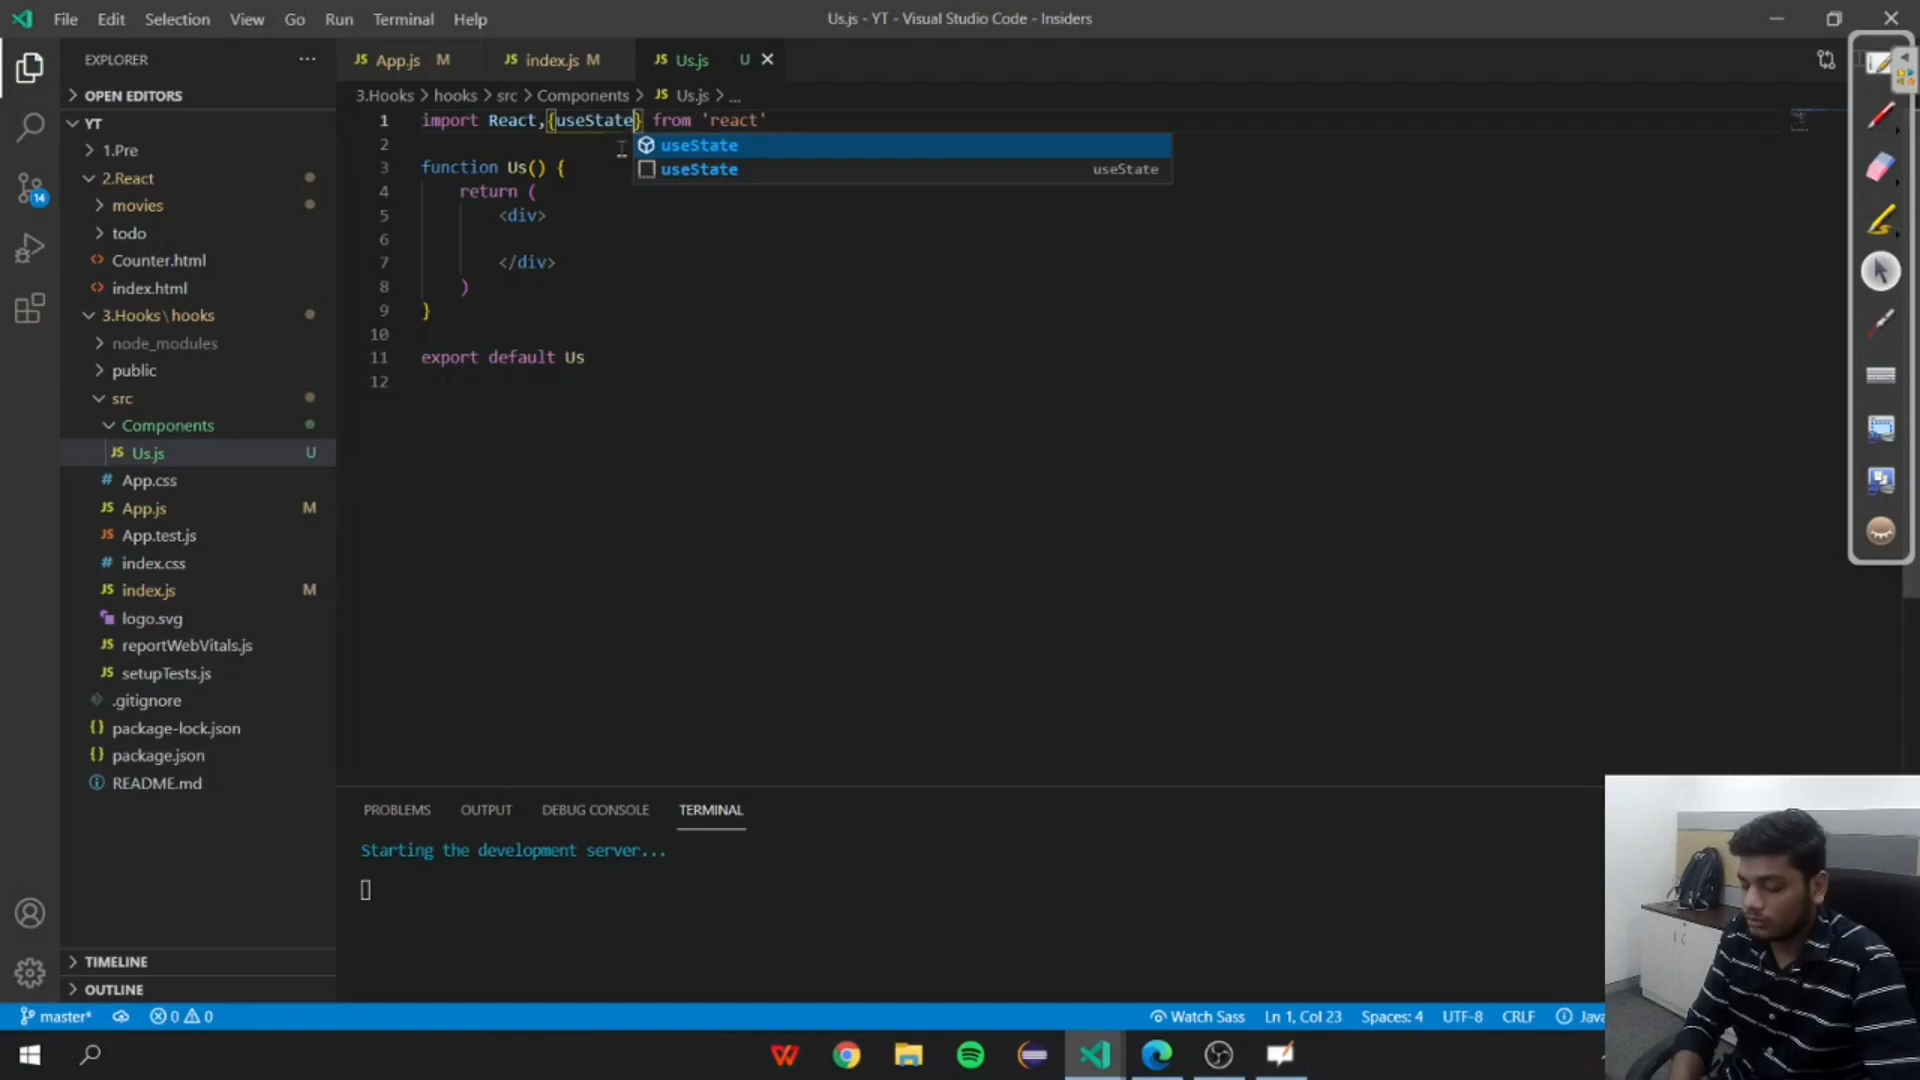 File Edit Selection View Go Run Terminal Help
Us.js - YT - Visual Studio Code - Insiders
EXPLORER
OPEN EDITORS
YT
1.Pre
2.React
movies
todo
Counter.html
index.html
3.Hooks \ hooks
node_modules
public
src
Components
Us.js U
App.css
App.js M
App.test.js
index.css
index.js M
logo.svg
reportWebVitals.js
setupTests.js
.gitignore
package-lock.json
package.json
README.md
TIMELINE
OUTLINE
14
JS App.js M JS index.js M JS Us.js U
3.Hooks > hooks > src > Components > JS Us.js > ...
1 import React,{useState} from 'react'
2
3 function Us() {
4 return (
5 <div>
6
7 </div>
8 )
9 }
10
11 export default Us
12
useState
useState useState
PROBLEMS OUTPUT DEBUG CONSOLE TERMINAL
Starting the development server...
master* 0 0 Watch Sass Ln 1, Col 23 Spaces: 4 UTF-8 CRLF